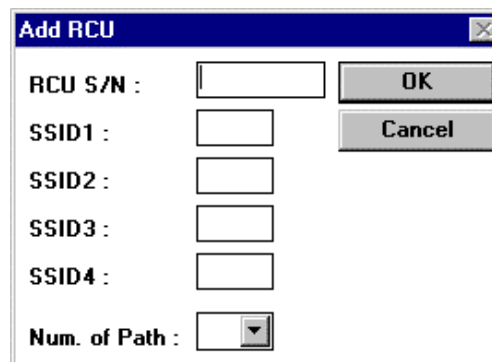 Add RCU
RCU S/N :
OK
SSID1 :
Cancel
SSID2 :
SSID3 :
SSID4 :
Num. of Path :